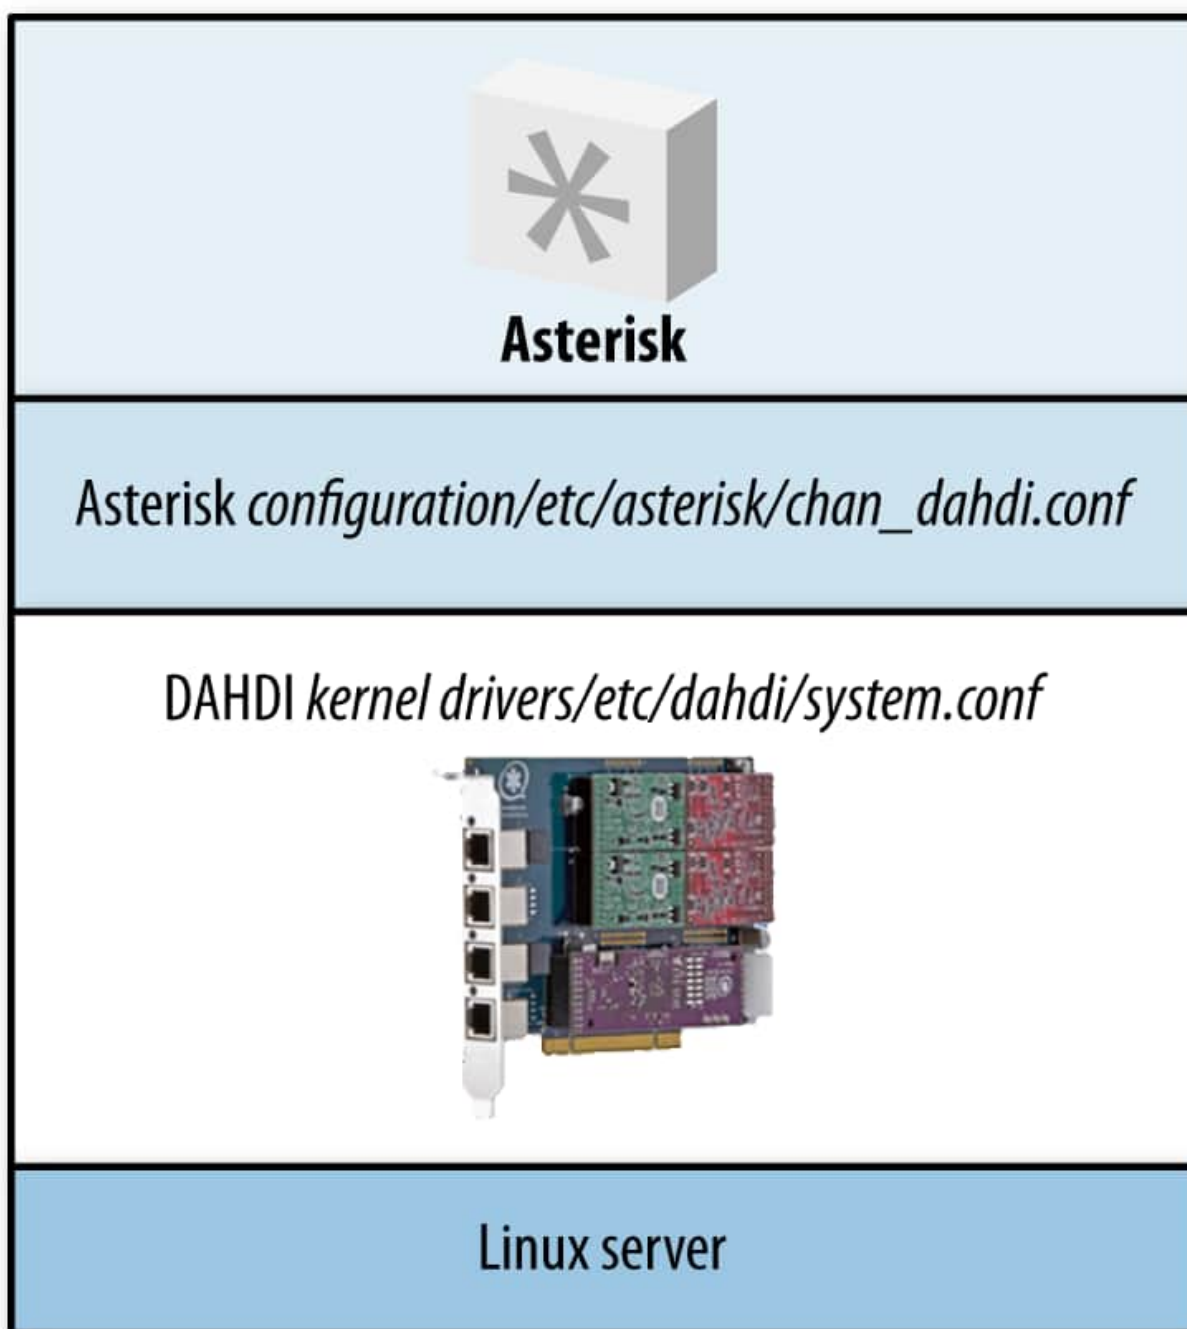 Asterisk
Asterisk configuration/etc/asterisk/chan_dahdi.conf
DAHDI kernel drivers/etc/dahdi/system.conf
Linux server